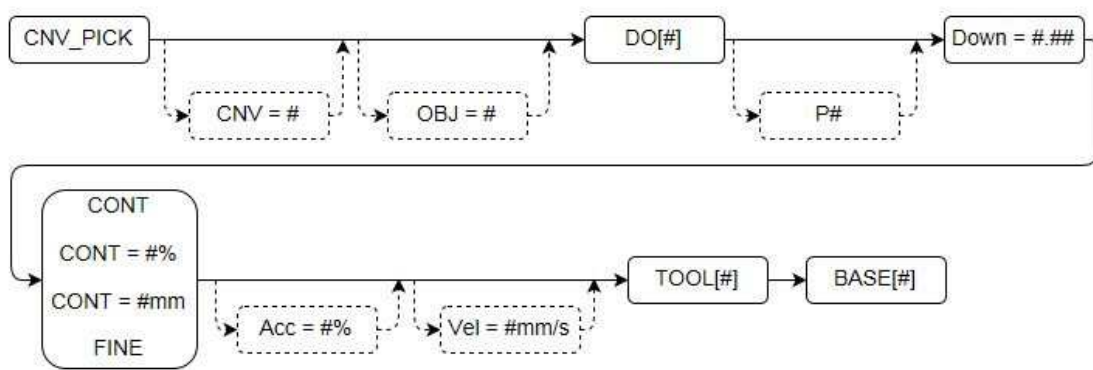 CNV_PICK
DO[#]
Down = #.##
CNV = #
OBJ = #
P#
CONT
CONT = #%
CONT = #mm
FINE
TOOL[#]
BASE[#]
Acc = #%
Vel = #mm/s